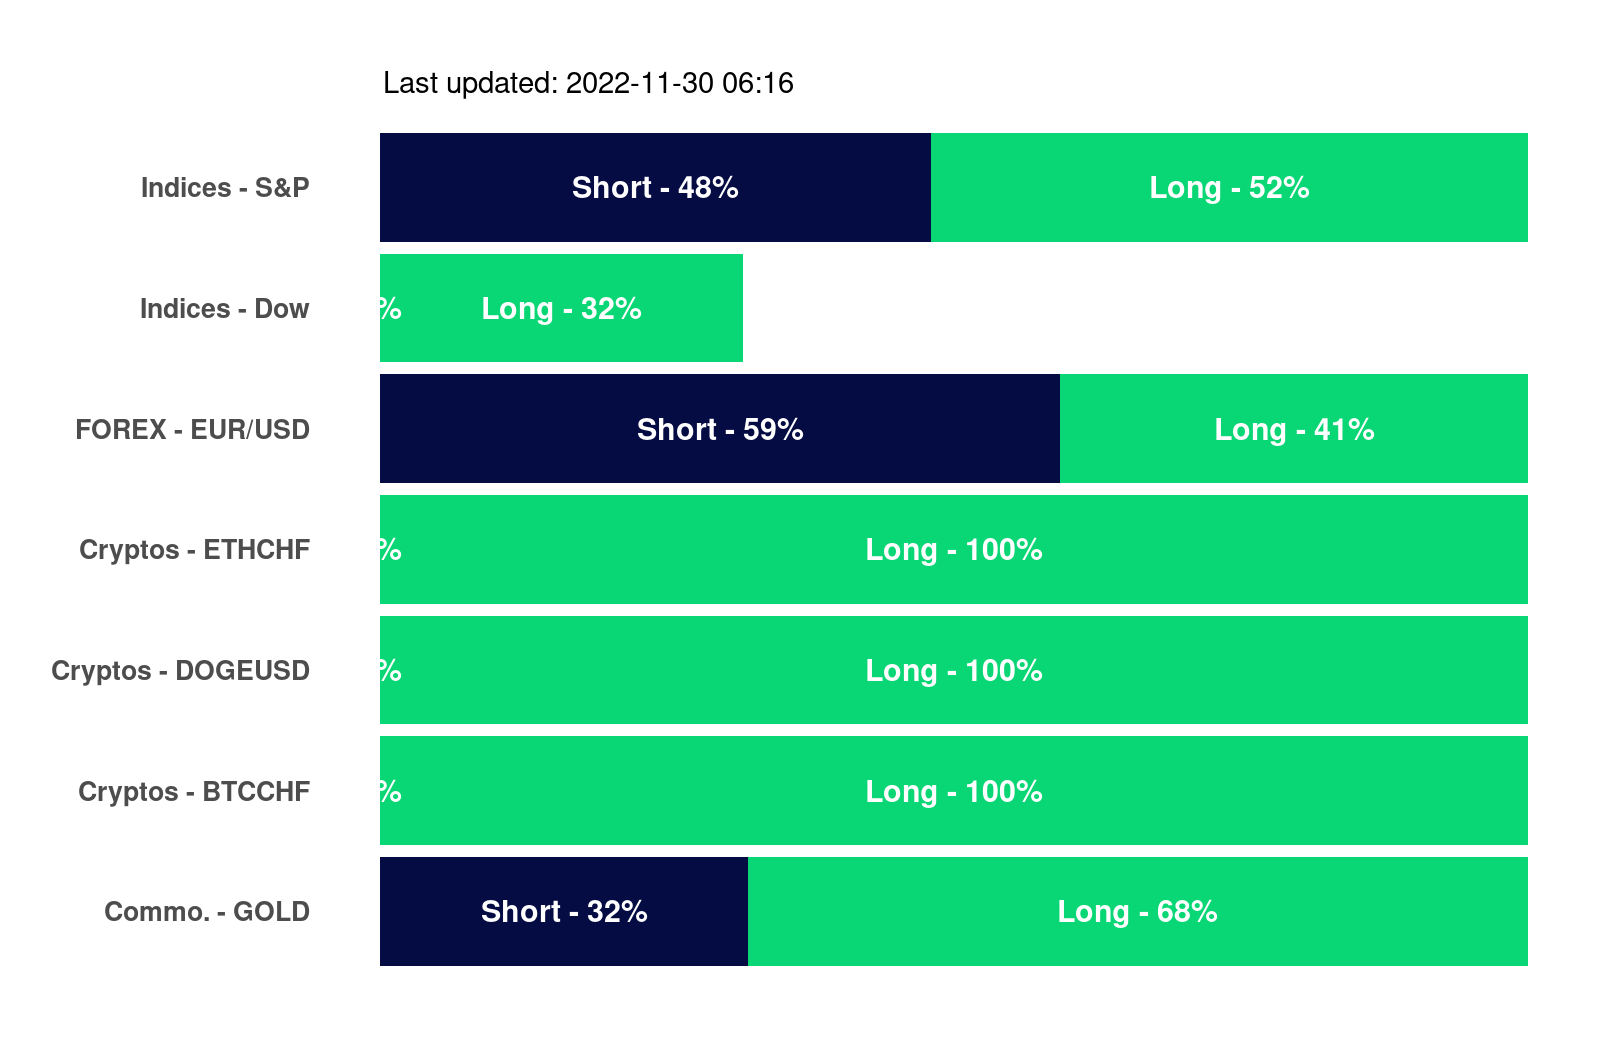 Last updated: 2022-11-30 06:16
Indices - S&P Short - 48% Long - 52%
Indices - Dow % Long - 32%
FOREX - EUR/USD Short - 59% Long - 41%
Cryptos - ETHCHF % Long - 100%
Cryptos - DOGEUSD % Long - 100%
Cryptos - BTCCHF % Long - 100%
Commo. - GOLD Short - 32% Long - 68%